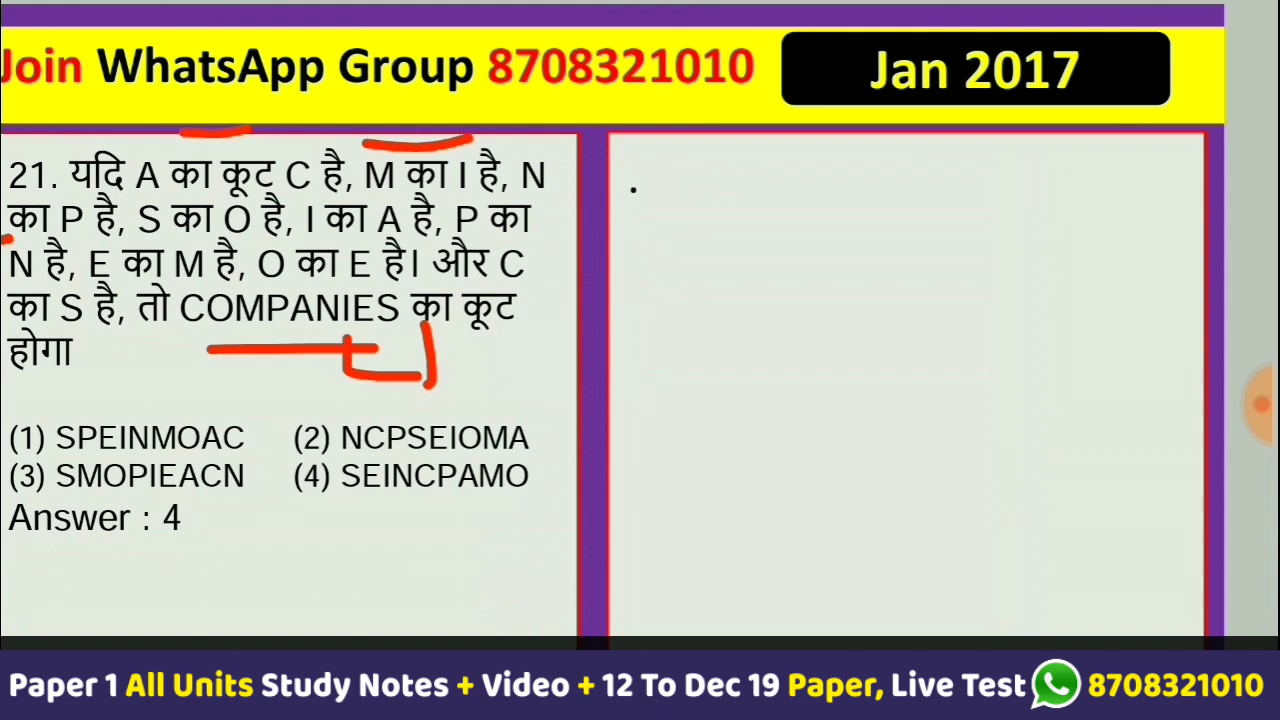 Join WhatsApp Group 8708321010
Jan 2017
21. यदि A का कूट C है, M का I है, N
का P है, S का O है, I का A है, P का
N है, E का M है, O का E है। और C
का S है, तो COMPANIES का कूट
होगा
(1) SPEINMOAC (2) NCPSEIOMA
(3) SMOPIEACN (4) SEINCPAMO
Answer : 4
.
Paper 1 All Units Study Notes + Video + 12 To Dec 19 Paper, Live Test 8708321010